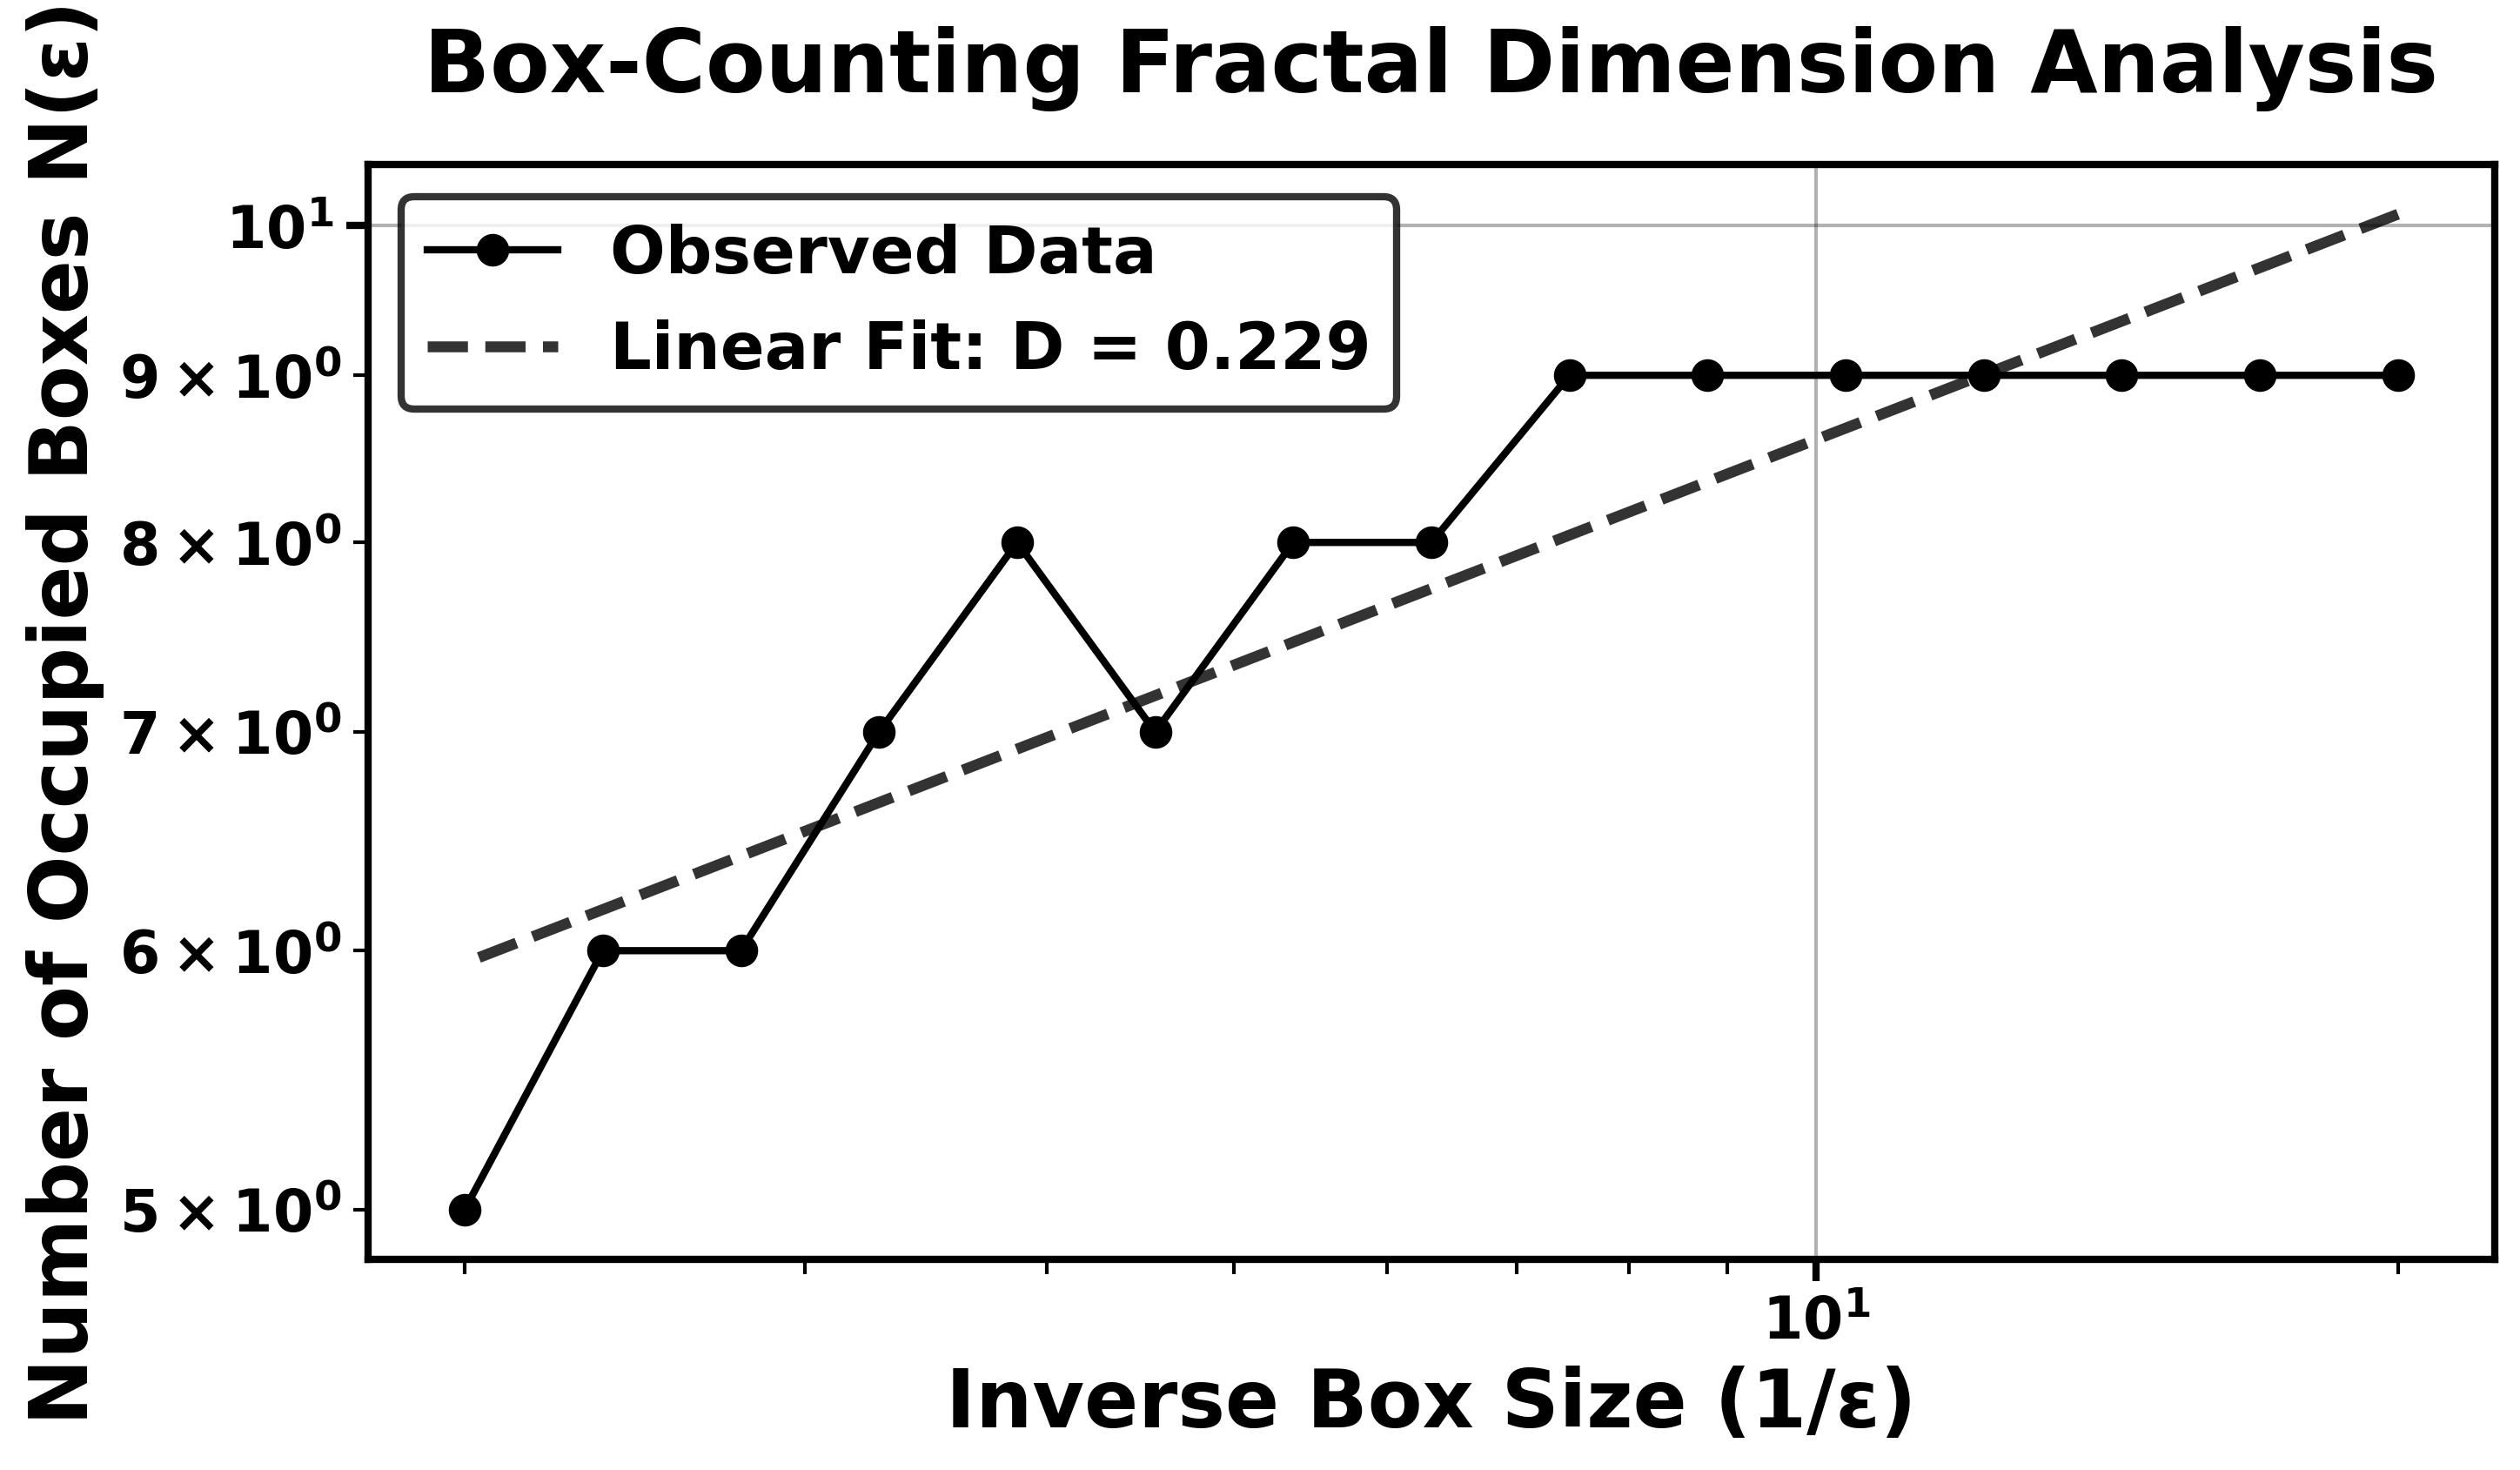 Box-Counting Fractal Dimension Analysis
Number of Occupied Boxes N(ε)
10¹
9 × 10⁰
8 × 10⁰
7 × 10⁰
6 × 10⁰
5 × 10⁰
Observed Data
Linear Fit: D = 0.229
10¹
Inverse Box Size (1/ε)